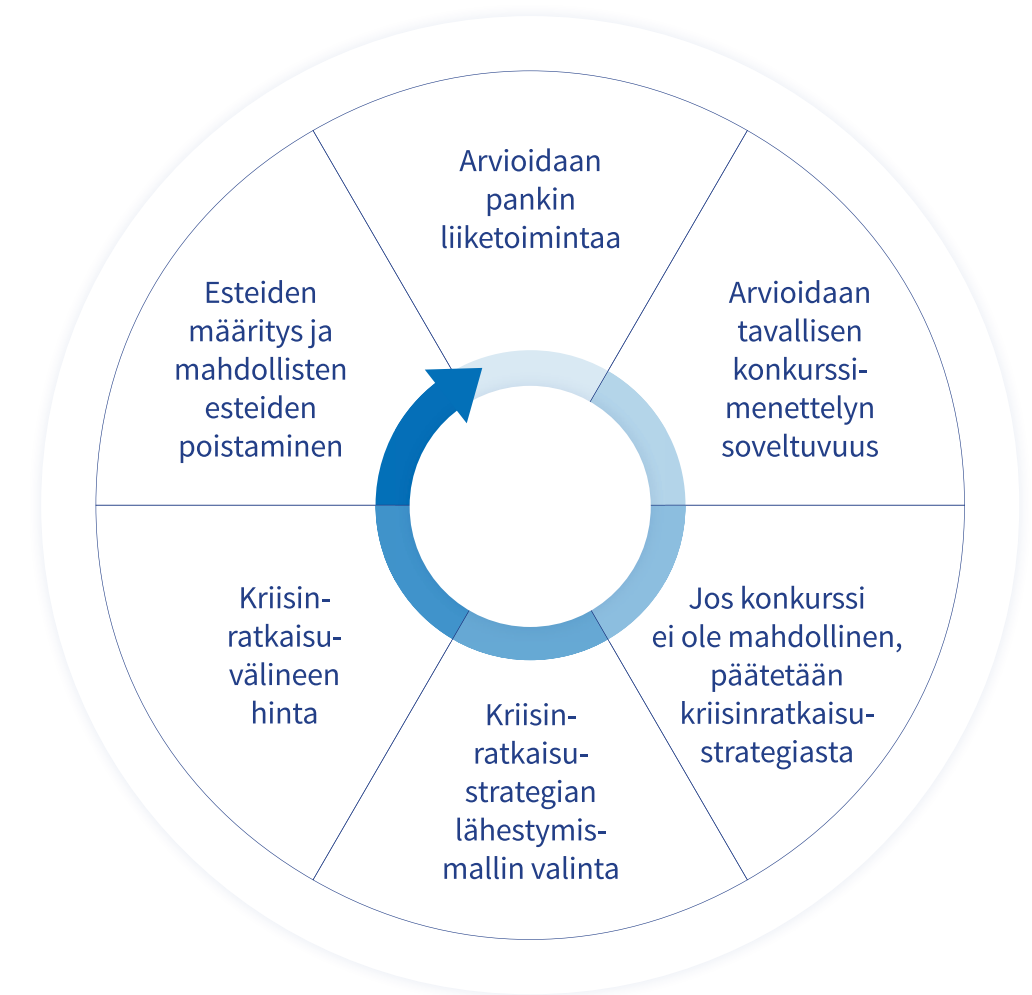 Arvioidaan
pankin
liiketoimintaa
Arvioidaan
tavallisen
konkurssi-
menettelyn
soveltuvuus
Jos konkurssi
ei ole mahdollinen,
päätetään
kriisinratkaisu-
strategiasta
Kriisin-
ratkaisu-
strategian
lähestymis-
mallin valinta
Kriisin-
ratkaisu-
välineen
hinta
Esteiden
määritys ja
mahdollisten
esteiden
poistaminen